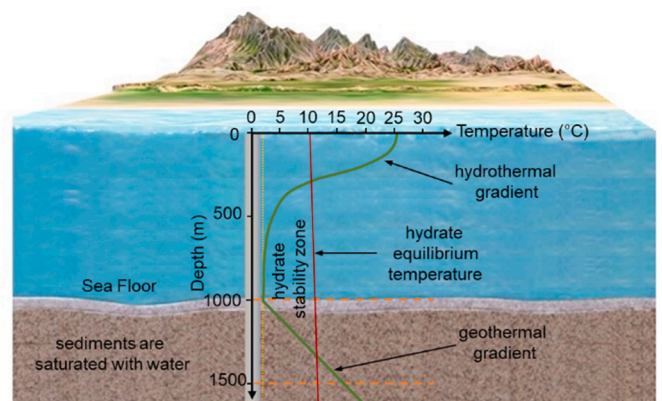 0 5 10 15 20 25 30
0
Temperature (°C)
hydrothermal
gradient
500
Depth (m)
hydrate
stability zone
hydrate
equilibrium
temperature
Sea Floor
1000
sediments are
saturated with water
geothermal
gradient
1500